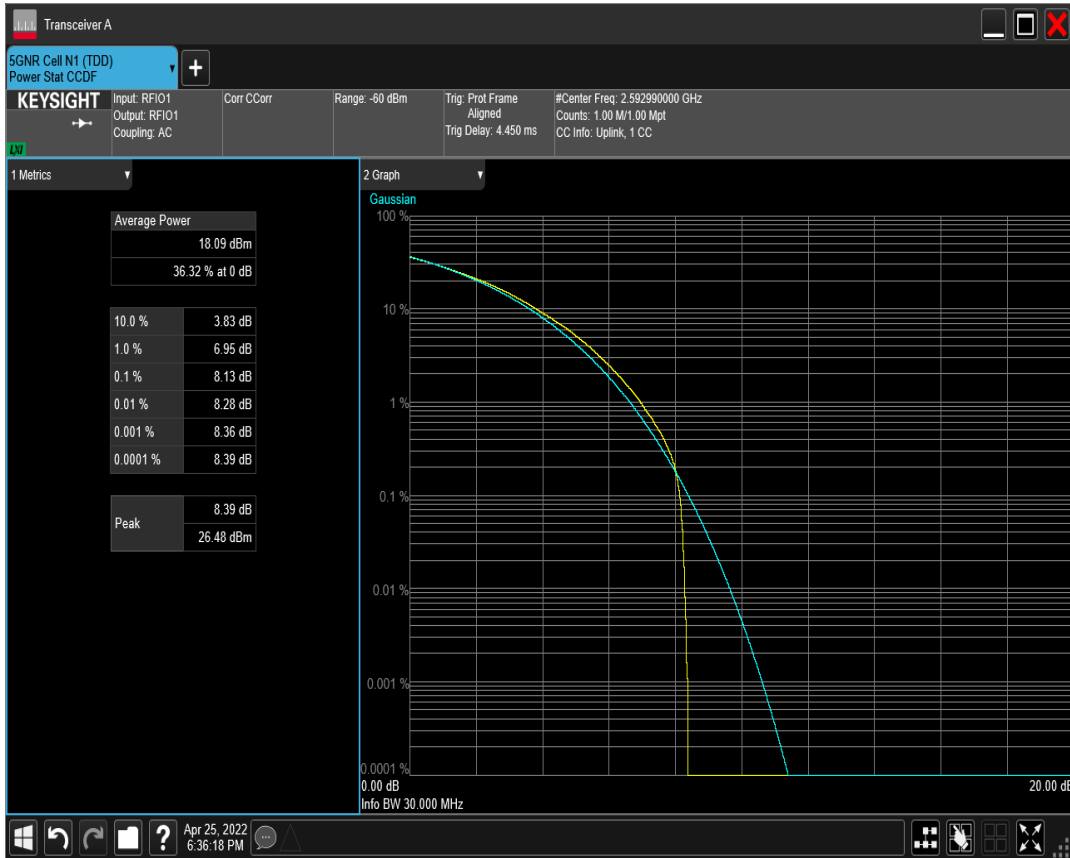 Transceiver A
5GNR Cell N1 (TDD)
Power Stat CCDF
+
KEYSIGHT
LXI
Input: RFIO1
Output: RFIO1
Coupling: AC
Corr CCorr
Range: -60 dBm
Trig: Prot Frame
Aligned
Trig Delay: 4.450 ms
#Center Freq: 2.592990000 GHz
Counts: 1.00 M/1.00 Mpt
CC Info: Uplink, 1 CC
1 Metrics
Average Power
18.09 dBm
36.32 % at 0 dB
10.0 % 3.83 dB
1.0 % 6.95 dB
0.1 % 8.13 dB
0.01 % 8.28 dB
0.001 % 8.36 dB
0.0001 % 8.39 dB
Peak 8.39 dB
26.48 dBm
2 Graph
Gaussian
100 %
10 %
1 %
0.1 %
0.01 %
0.001 %
0.0001 %
0.00 dB 20.00 dB
Info BW 30.000 MHz
?
Apr 25, 2022
6:36:18 PM